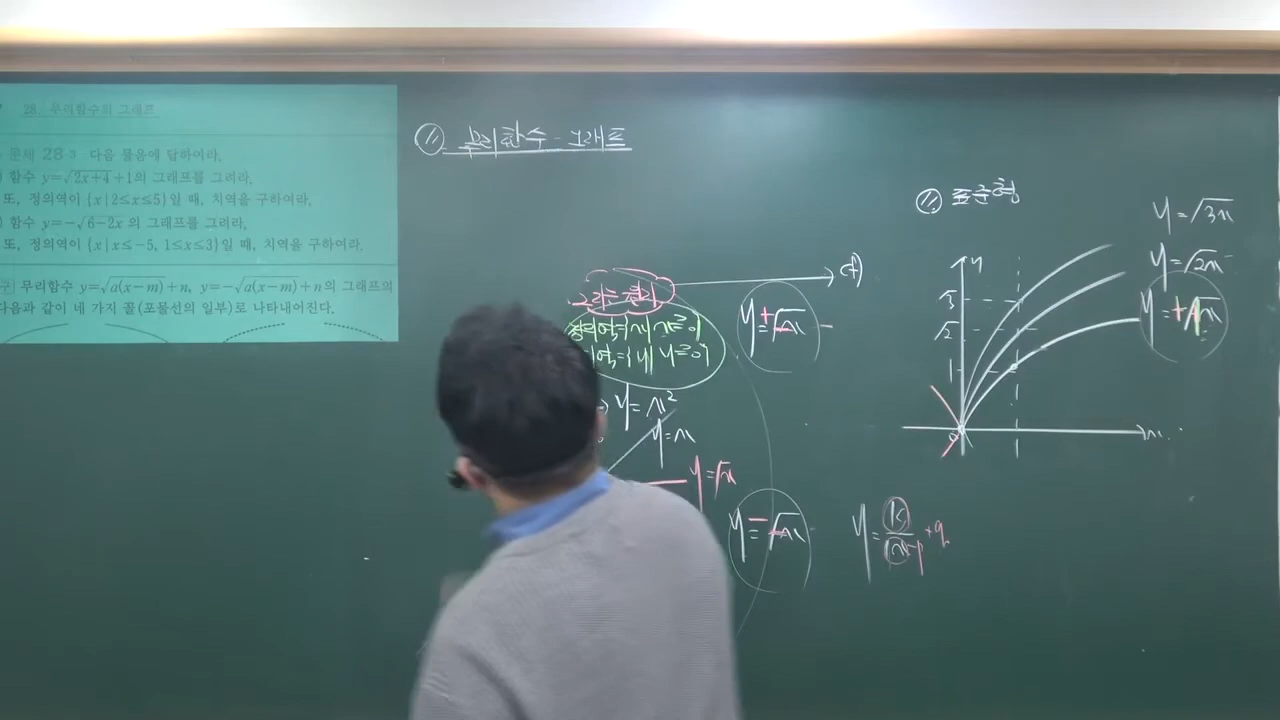 28. 무리함수의 그래프
문제 28-3 다음 물음에 답하여라.
함수 y=√(2x+4)+1의 그래프를 그려라.
또, 정의역이 {x|2≤x≤5}일 때, 치역을 구하여라.
함수 y=-√(6-2x)의 그래프를 그려라.
또, 정의역이 {x|x≤-5, 1≤x≤3}일 때, 치역을 구하여라.
무리함수 y=√(a(x-m))+n, y=-√(a(x-m))+n의 그래프의
다음과 같이 네 가지 꼴(포물선의 일부)로 나타내어진다.
무리함수 - 그래프
y=x²
y=x
y=√x
y=+√x
y=-√x
표준형
y=√3x
y=√2x
y=+√1x
y
√3
√2
1
0
1
x
y=k/(x-p)+q